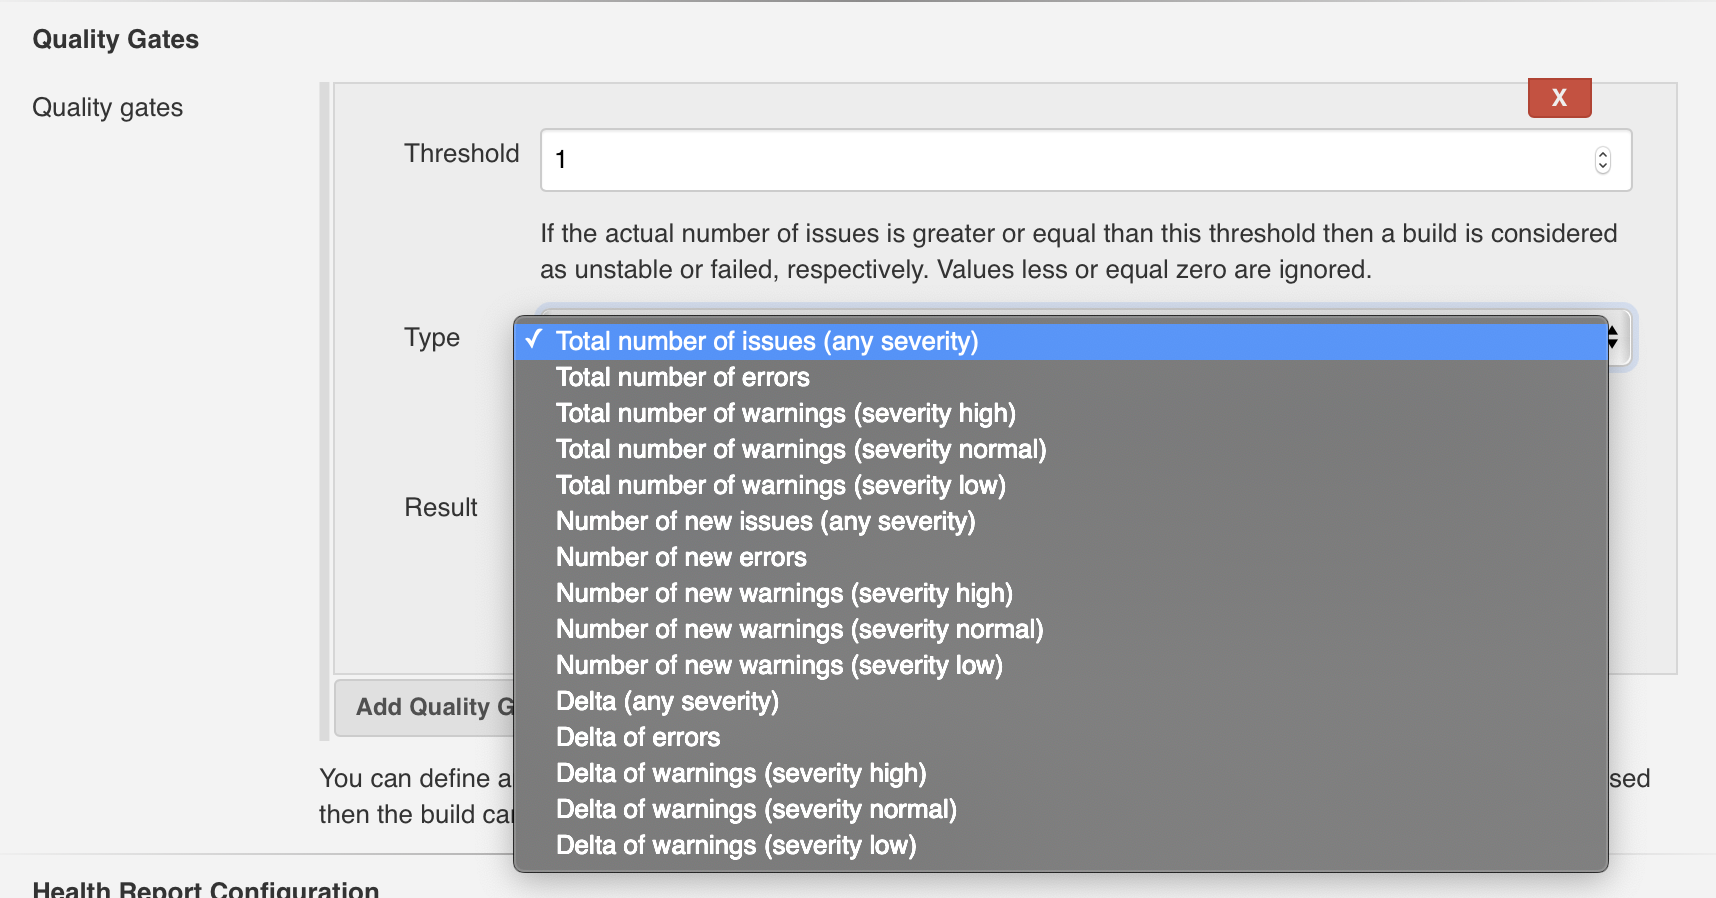 Quality Gates
Quality gates
X
Threshold
1
If the actual number of issues is greater or equal than this threshold then a build is considered
as unstable or failed, respectively. Values less or equal zero are ignored.
Type
✓ Total number of issues (any severity)
Total number of errors
Total number of warnings (severity high)
Total number of warnings (severity normal)
Total number of warnings (severity low)
Number of new issues (any severity)
Number of new errors
Number of new warnings (severity high)
Number of new warnings (severity normal)
Number of new warnings (severity low)
Delta (any severity)
Delta of errors
Delta of warnings (severity high)
Delta of warnings (severity normal)
Delta of warnings (severity low)
Result
Add Quality G
You can define a sed
then the build ca
Health Report Configuration